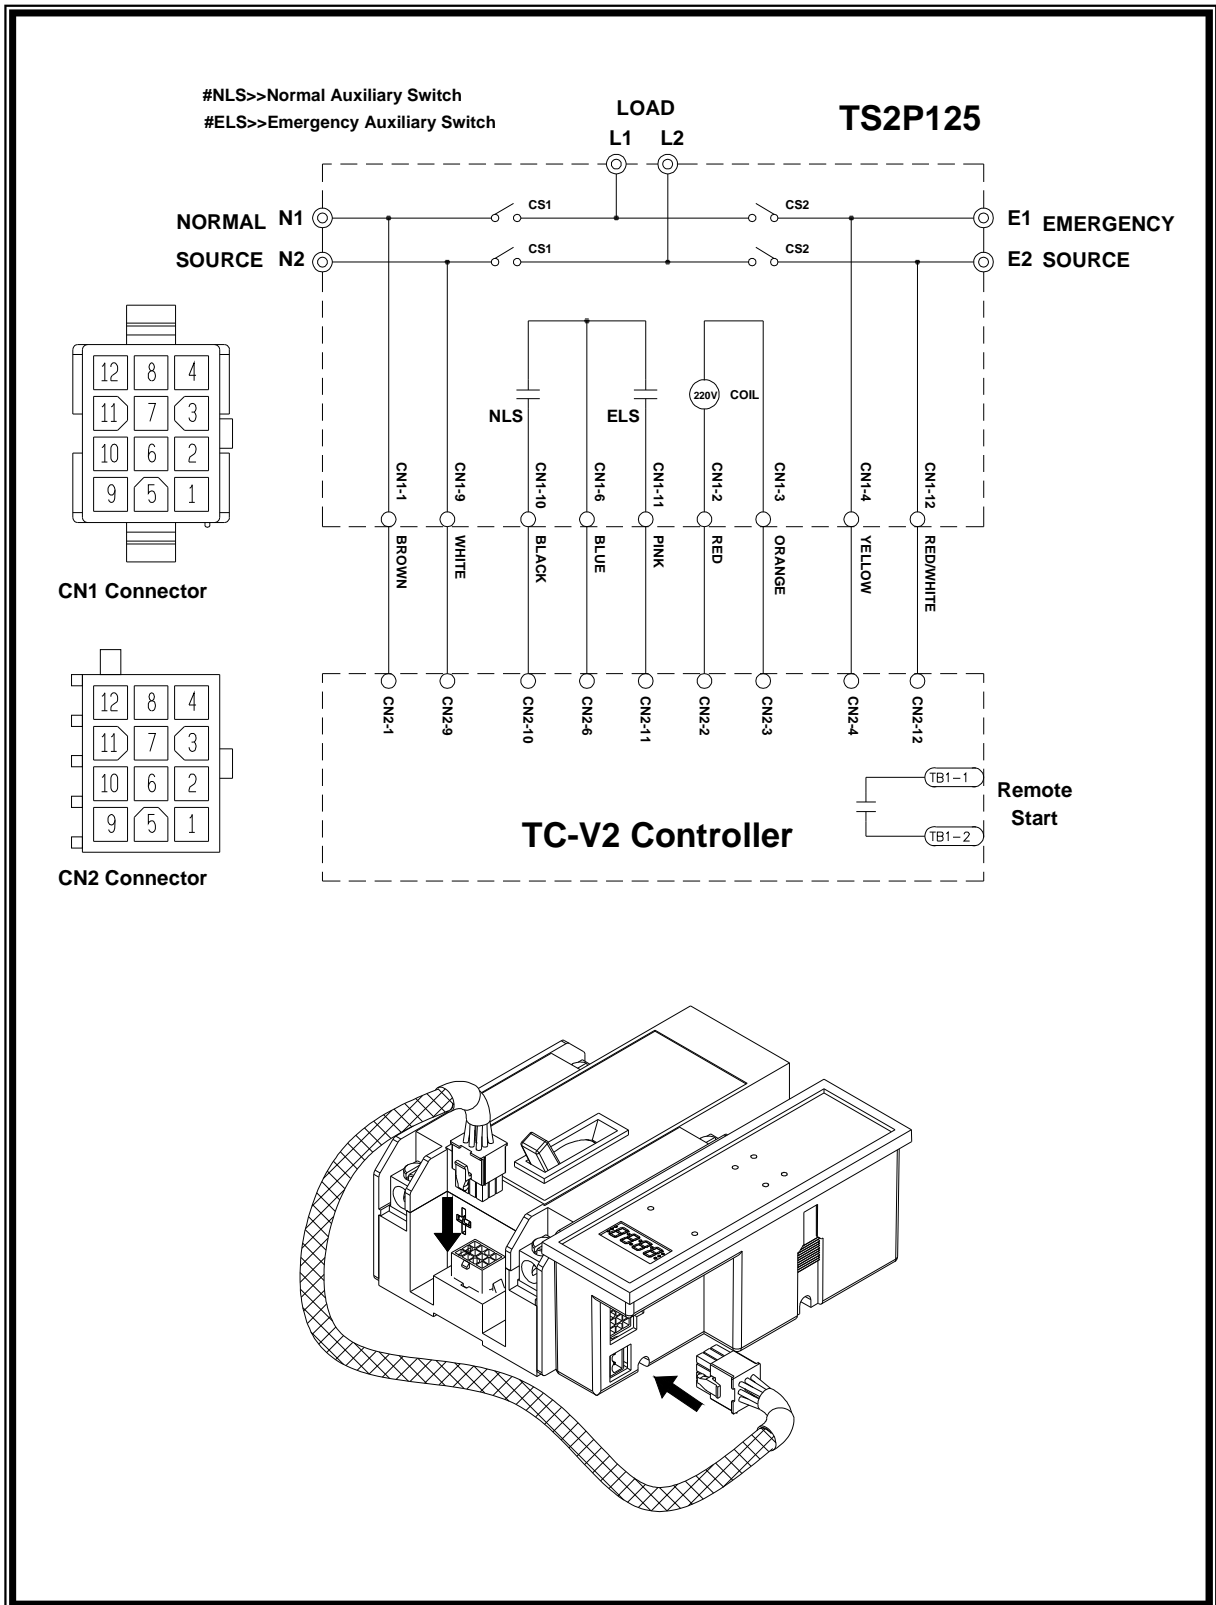 #NLS>>Normal Auxiliary Switch
#ELS>>Emergency Auxiliary Switch
LOAD
L1 L2
TS2P125
NORMAL N1
CS1
CS2
E1 EMERGENCY
SOURCE N2
CS1
CS2
E2 SOURCE
12 8 4
11 7 3
10 6 2
9 5 1
CN1 Connector
NLS
ELS
220V COIL
CN1-1
CN1-9
CN1-10
CN1-6
CN1-11
CN1-2
CN1-3
CN1-4
CN1-12
BROWN
WHITE
BLACK
BLUE
PINK
RED
ORANGE
YELLOW
RED/WHITE
CN2-1
CN2-9
CN2-10
CN2-6
CN2-11
CN2-2
CN2-3
CN2-4
CN2-12
12 8 4
11 7 3
10 6 2
9 5 1
CN2 Connector
TC-V2 Controller
TB1-1
TB1-2
Remote
Start
8888